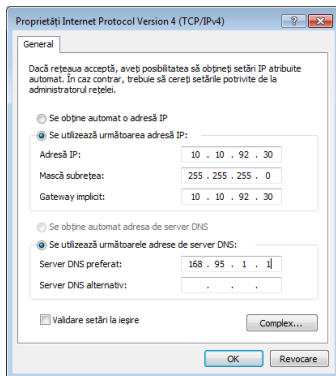 Proprietăți Internet Protocol Version 4 (TCP/IPv4)
General
Dacă rețeaua acceptă, aveți posibilitatea să obțineți setări IP atribuite
automat. În caz contrar, trebuie să cereți setările potrivite de la
administratorul rețelei.
Se obține automat o adresă IP
Se utilizează următoarea adresă IP:
Adresă IP: 10 . 10 . 92 . 30
Mască subrețea: 255 . 255 . 255 . 0
Gateway implicit: 10 . 10 . 92 . 30
Se obține automat adresa de server DNS
Se utilizează următoarele adrese de server DNS:
Server DNS preferat: 168 . 95 . 1 . 1
Server DNS alternativ: . . .
Validare setări la ieșire
Complex...
OK Revocare